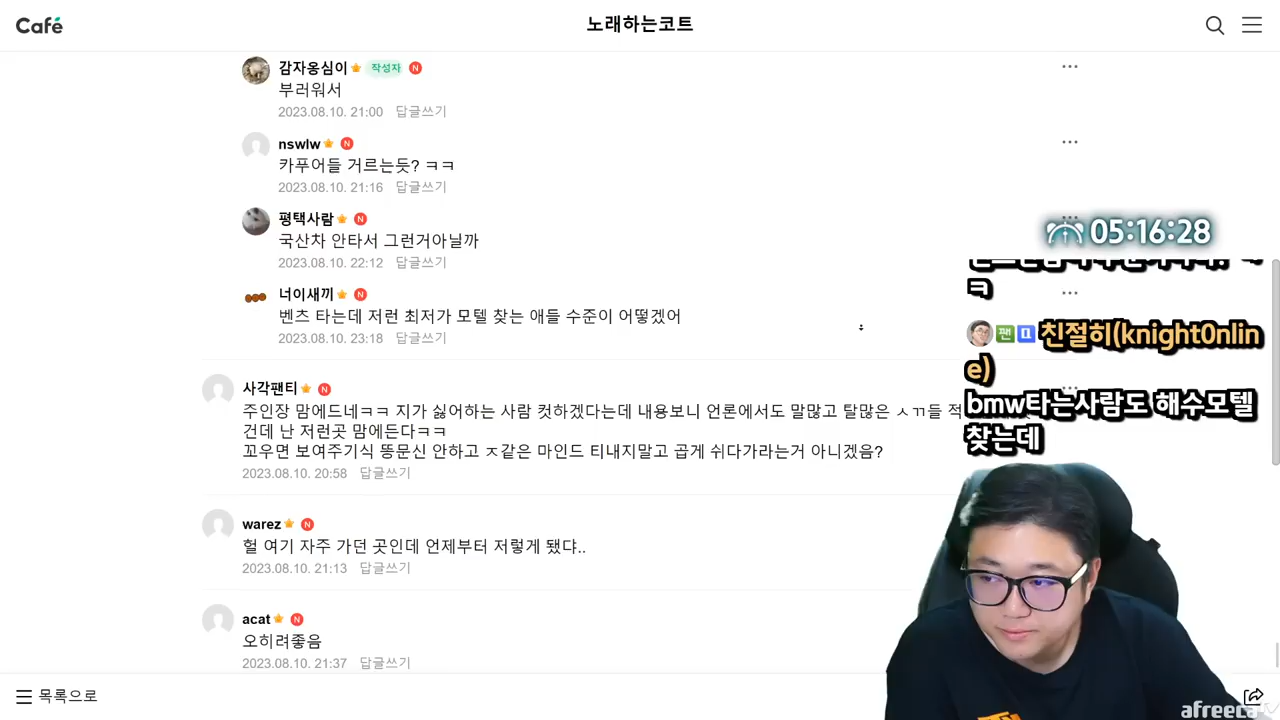 Café
노래하는코트
감자옹심이 작성자 N
부러워서
2023.08.10. 21:00 답글쓰기
nswlw N
카푸어들 거르는듯? ㅋㅋ
2023.08.10. 21:16 답글쓰기
평택사람 N
국산차 안타서 그런거아닐까
2023.08.10. 22:12 답글쓰기
너이새끼 N
벤츠 타는데 저런 최저가 모텔 찾는 애들 수준이 어떻겠어
2023.08.10. 23:18 답글쓰기
사각팬티 N
주인장 맘에드네ㅋㅋ 지가 싫어하는 사람 컷하겠다는데 내용보니 언론에서도 말많고 탈많은 ㅅㄲ들 적
건데 난 저런곳 맘에든다ㅋㅋ
꼬우면 보여주기식 똥문신 안하고 ㅈ같은 마인드 티내지말고 곱게 쉬다가라는거 아니겠음?
2023.08.10. 20:58 답글쓰기
warez N
헐 여기 자주 가던 곳인데 언제부터 저렇게 됐댜..
2023.08.10. 21:13 답글쓰기
acat N
오히려좋음
2023.08.10. 21:37 답글쓰기
목록으로
05:16:28
ㅋ
팬 친절히(knight0nlin
e)
bmw타는사람도 해수모텔
찾는데
afreecaTV